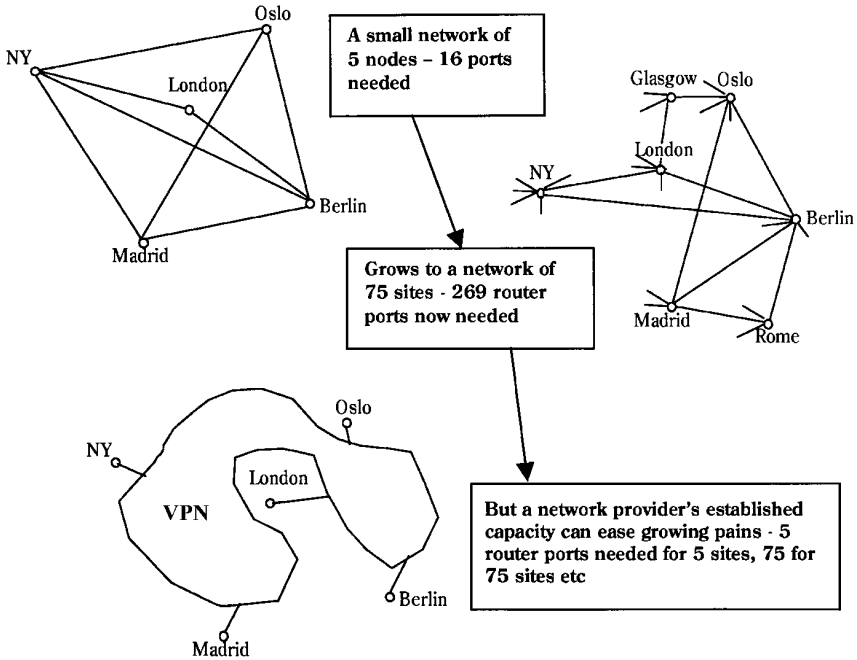 Oslo
NY
London
Berlin
Madrid
A small network of
5 nodes – 16 ports
needed
Glasgow
Oslo
London
NY
Berlin
Madrid
Rome
Grows to a network of
75 sites - 269 router
ports now needed
Oslo
NY
London
VPN
Berlin
Madrid
But a network provider's established
capacity can ease growing pains - 5
router ports needed for 5 sites, 75 for
75 sites etc